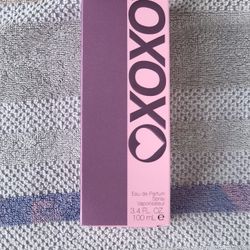 XOXO
Eau de Parfum
Spray
Vaporisateur
3.4 FL. OZ.
100 mL ℮